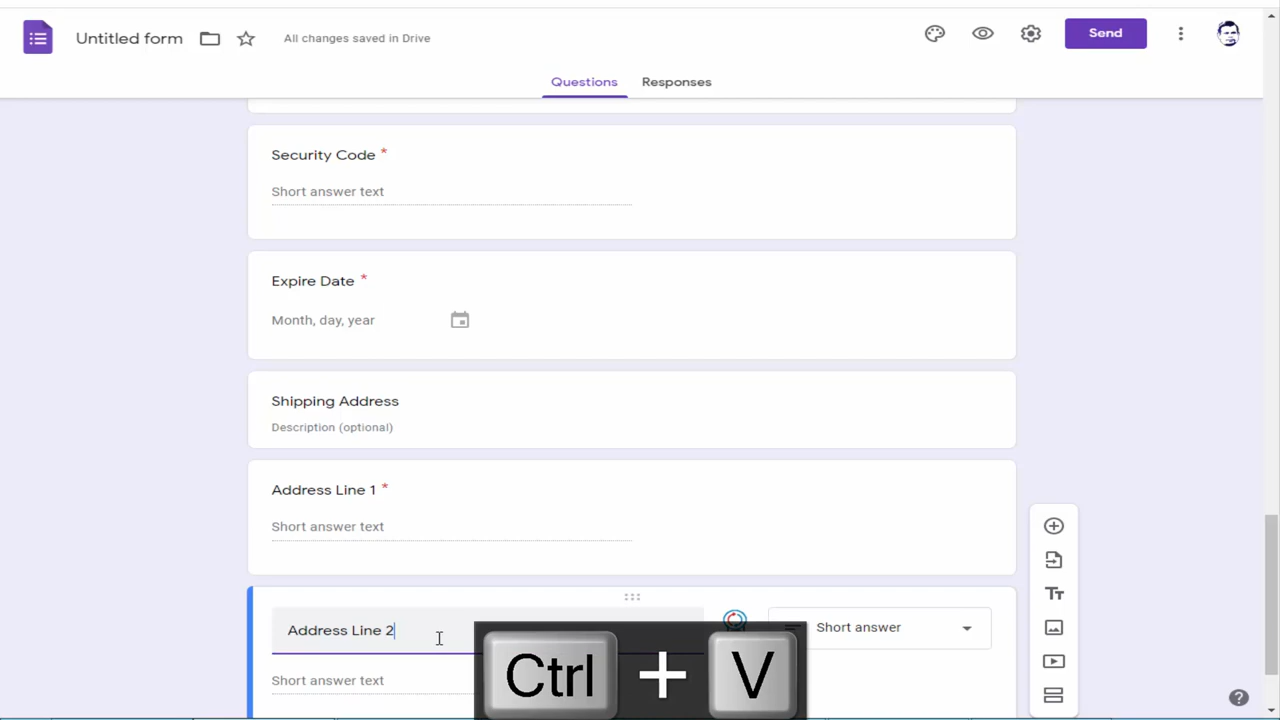 Untitled form
All changes saved in Drive
Send
Questions
Responses
Security Code *
Short answer text
Expire Date *
Month, day, year
Shipping Address
Description (optional)
Address Line 1 *
Short answer text
Address Line 2
Short answer
Short answer text
Ctrl + V
Tt
?